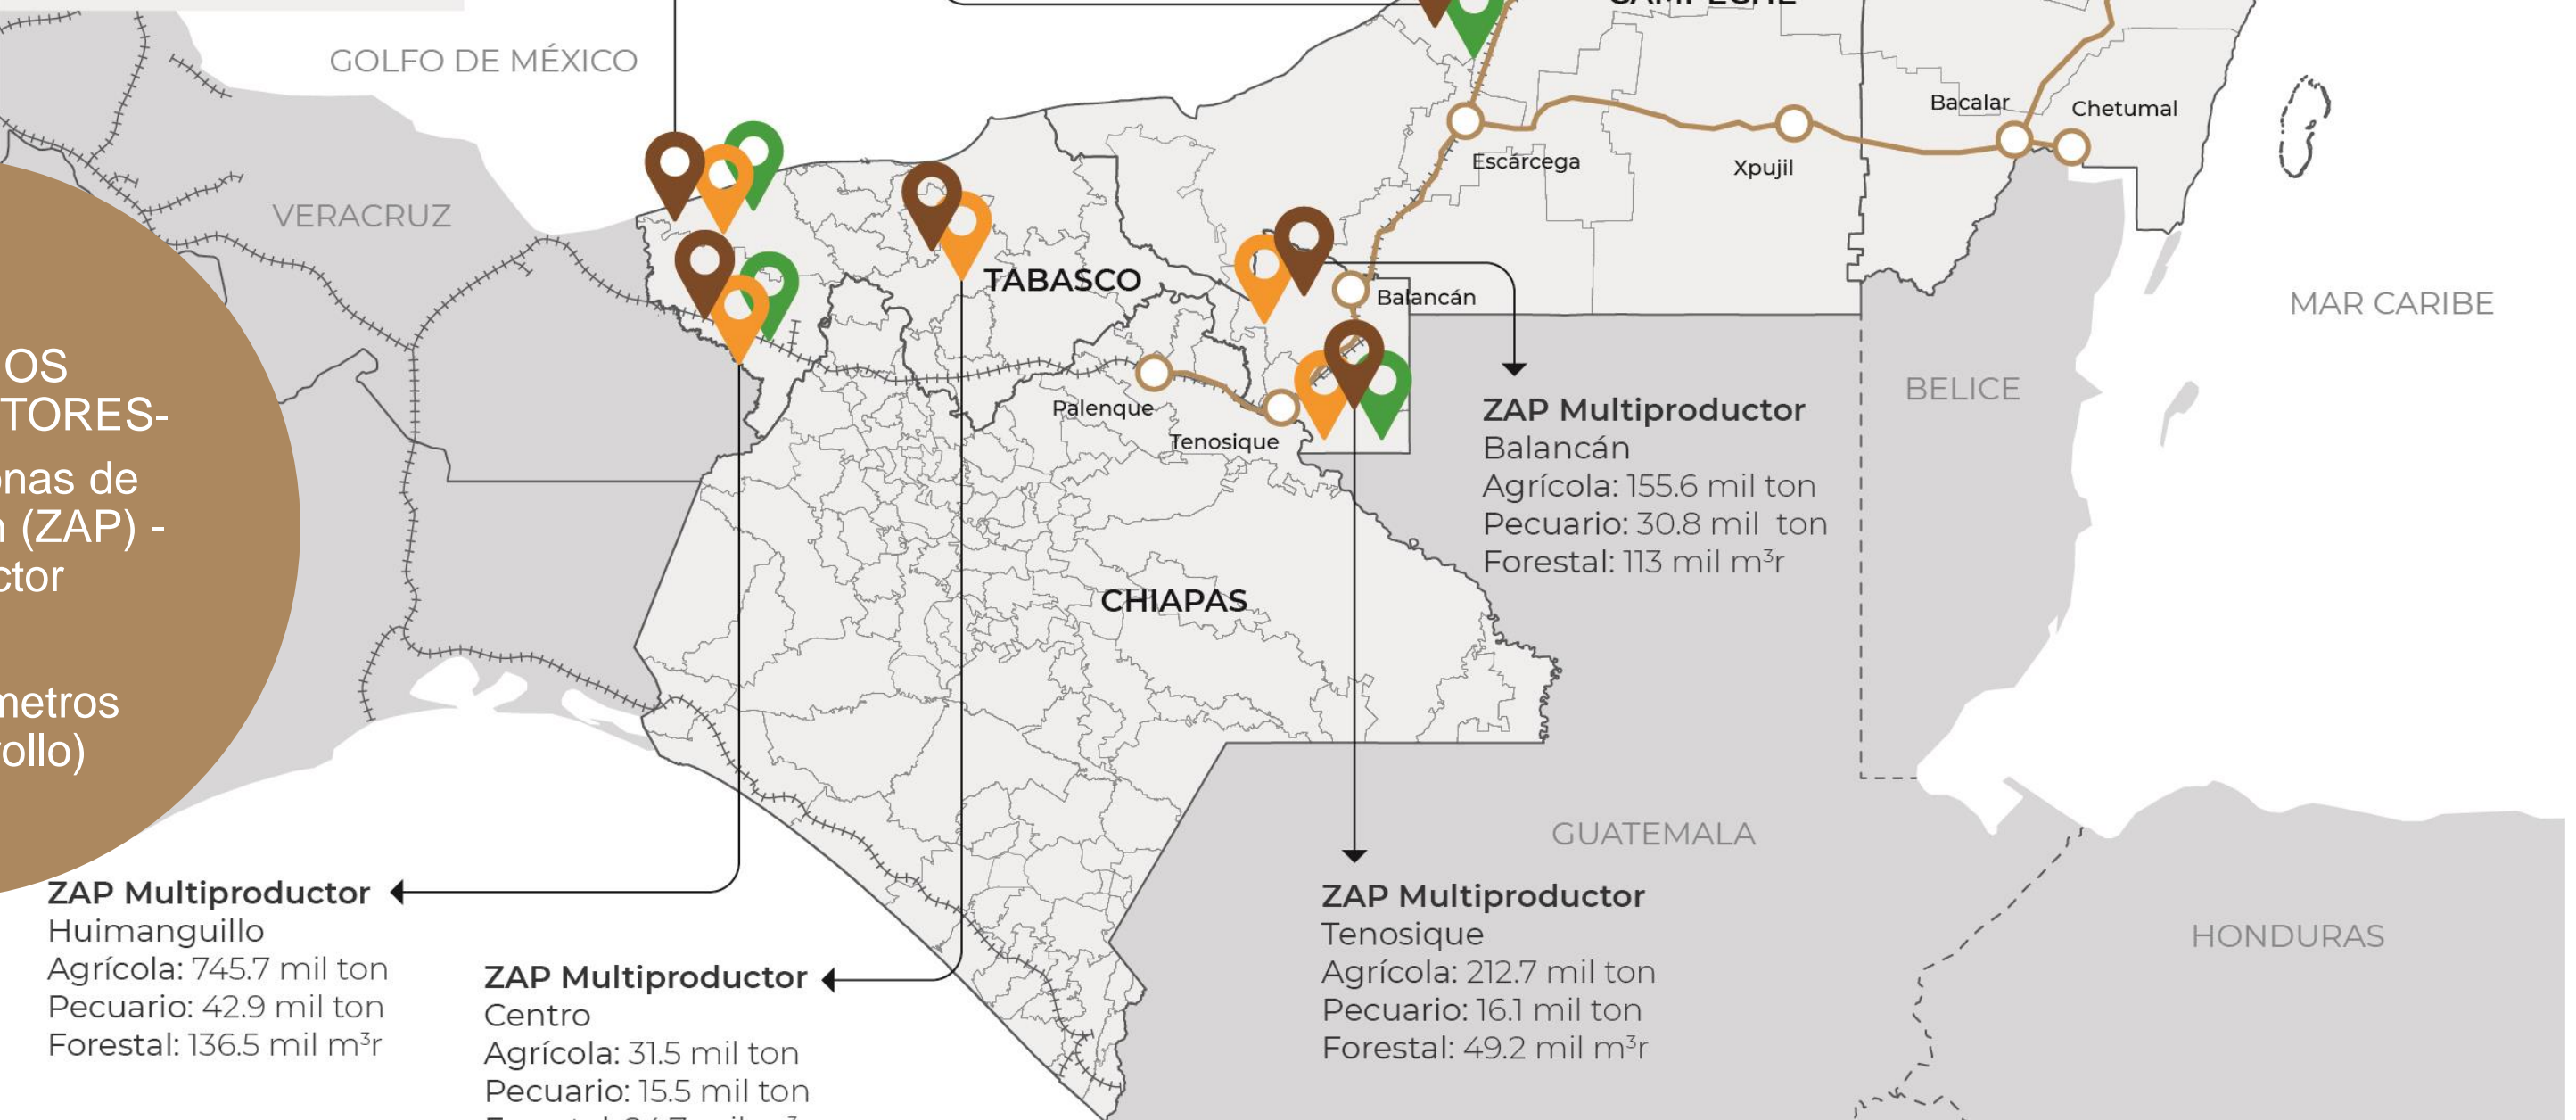 CAMPECHE
GOLFO DE MÉXICO
VERACRUZ
TABASCO
Escárcega
Xpujil
Bacalar
Chetumal
Balancán
Palenque
Tenosique
MAR CARIBE
BELICE
CHIAPAS
GUATEMALA
HONDURAS
OS
TORES-
nas de
(ZAP) -
ctor
metros
ollo)
ZAP Multiproductor
Balancán
Agrícola: 155.6 mil ton
Pecuario: 30.8 mil ton
Forestal: 113 mil m³r
ZAP Multiproductor
Huimanguillo
Agrícola: 745.7 mil ton
Pecuario: 42.9 mil ton
Forestal: 136.5 mil m³r
ZAP Multiproductor
Centro
Agrícola: 31.5 mil ton
Pecuario: 15.5 mil ton
ZAP Multiproductor
Tenosique
Agrícola: 212.7 mil ton
Pecuario: 16.1 mil ton
Forestal: 49.2 mil m³r